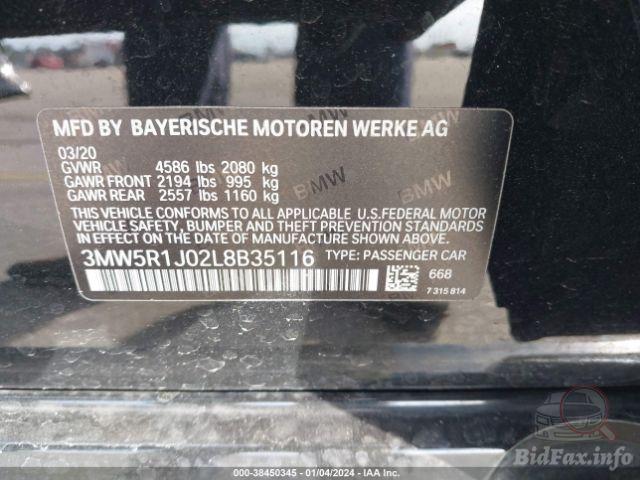 MFD BY BAYERISCHE MOTOREN WERKE AG
03/20
GVWR 4586 lbs 2080 kg
GAWR FRONT 2194 lbs 995 kg
GAWR REAR 2557 lbs 1160 kg
THIS VEHICLE CONFORMS TO ALL APPLICABLE U.S.FEDERAL MOTOR
VEHICLE SAFETY, BUMPER AND THEFT PREVENTION STANDARDS
IN EFFECT ON THE DATE OF MANUFACTURE SHOWN ABOVE.
3MW5R1J02L8B35116 TYPE: PASSENGER CAR
668
7 315 814
BMW
BMW
BMW
BMW
000-38450345 - 01/04/2024 - IAA Inc.
BidFax.info